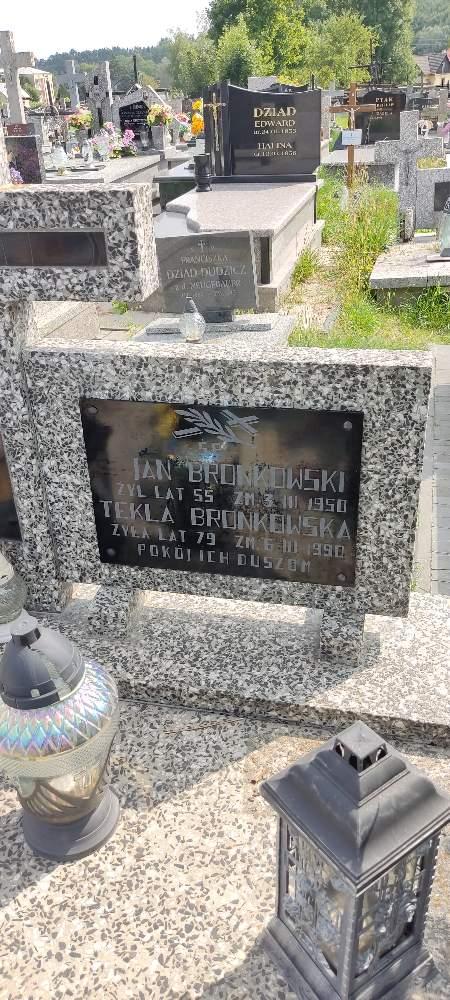 DZIAD
EDWARD
HALINA
PTAK
FRANCISZKA
DZIAD-DUDZICZ
JAN BRONKOWSKI
ŻYŁ LAT 55 ZM. 3 III 1950
TEKLA BRONKOWSKA
ŻYŁA LAT 79 ZM. 6 III 1990
POKÓJ ICH DUSZOM